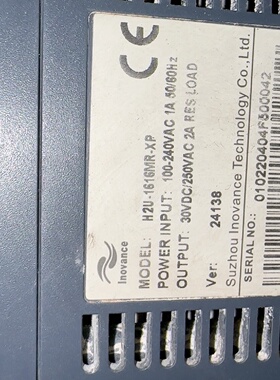 Inovance
MODEL: H2U-1616MR-XP
POWER INPUT: 100-240VAC 1A 50/60Hz
OUTPUT: 30VDC/250VAC 2A RES LOAD
Ver: 24138
Suzhou Inovance Technology Co.,Ltd.
SERIAL NO.: 010220404F500042